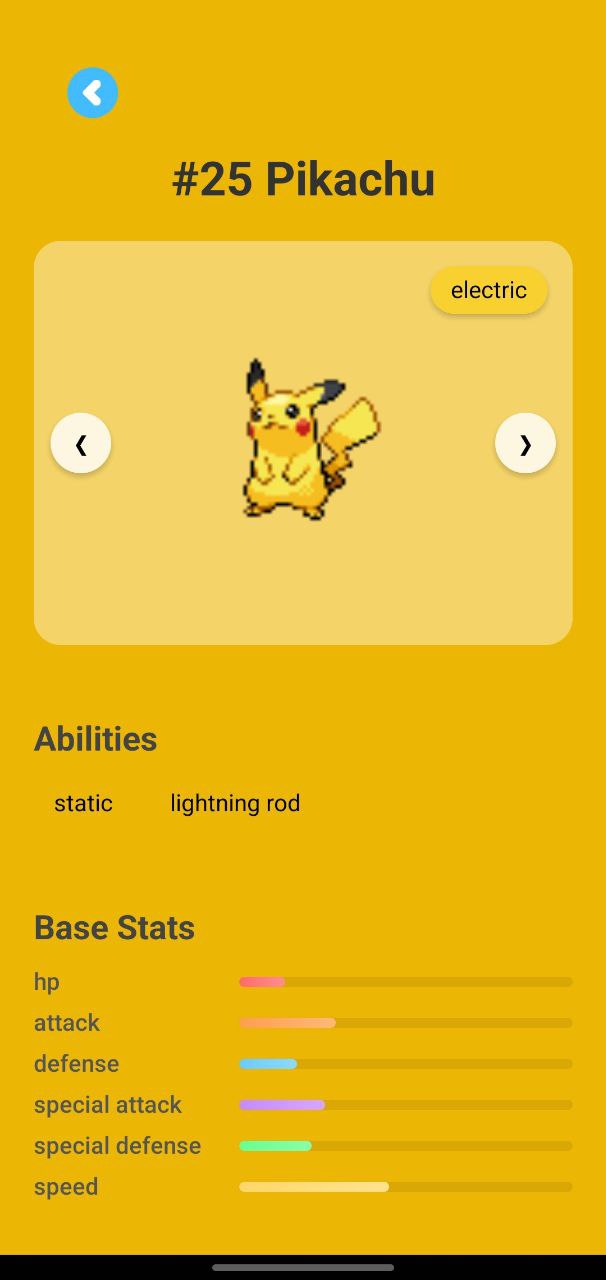 #25 Pikachu
electric
❮ ❯
Abilities
static lightning rod
Base Stats
hp
attack
defense
special attack
special defense
speed